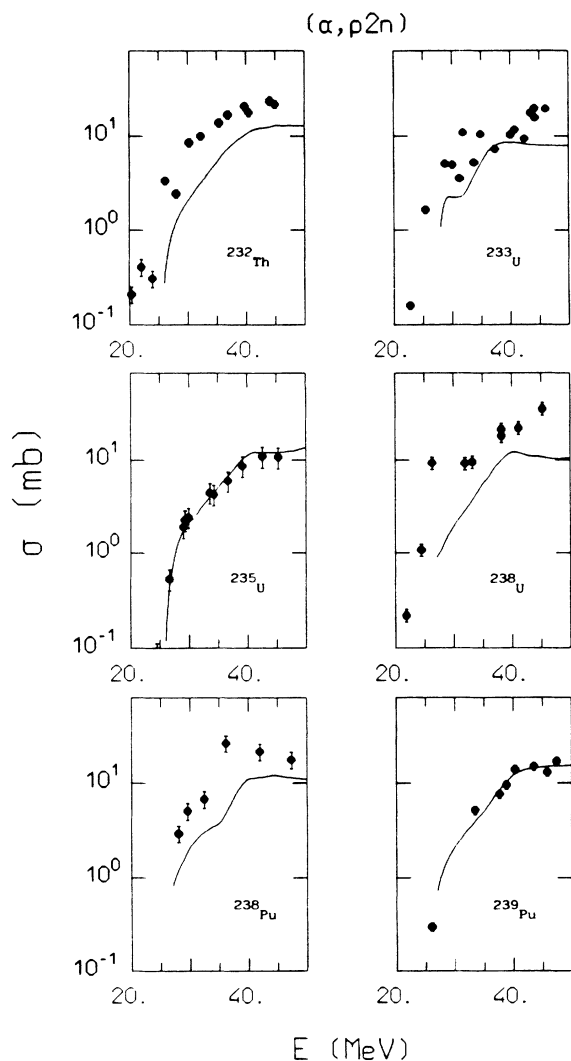 (α,p2n)
10¹
10⁰
10⁻¹
²³²Th
²³³U
20. 40. 20. 40.
σ (mb)
10¹
10⁰
10⁻¹
²³⁵U
²³⁸U
20. 40. 20. 40.
10¹
10⁰
10⁻¹
²³⁸Pu
²³⁹Pu
20. 40. 20. 40.
E (MeV)